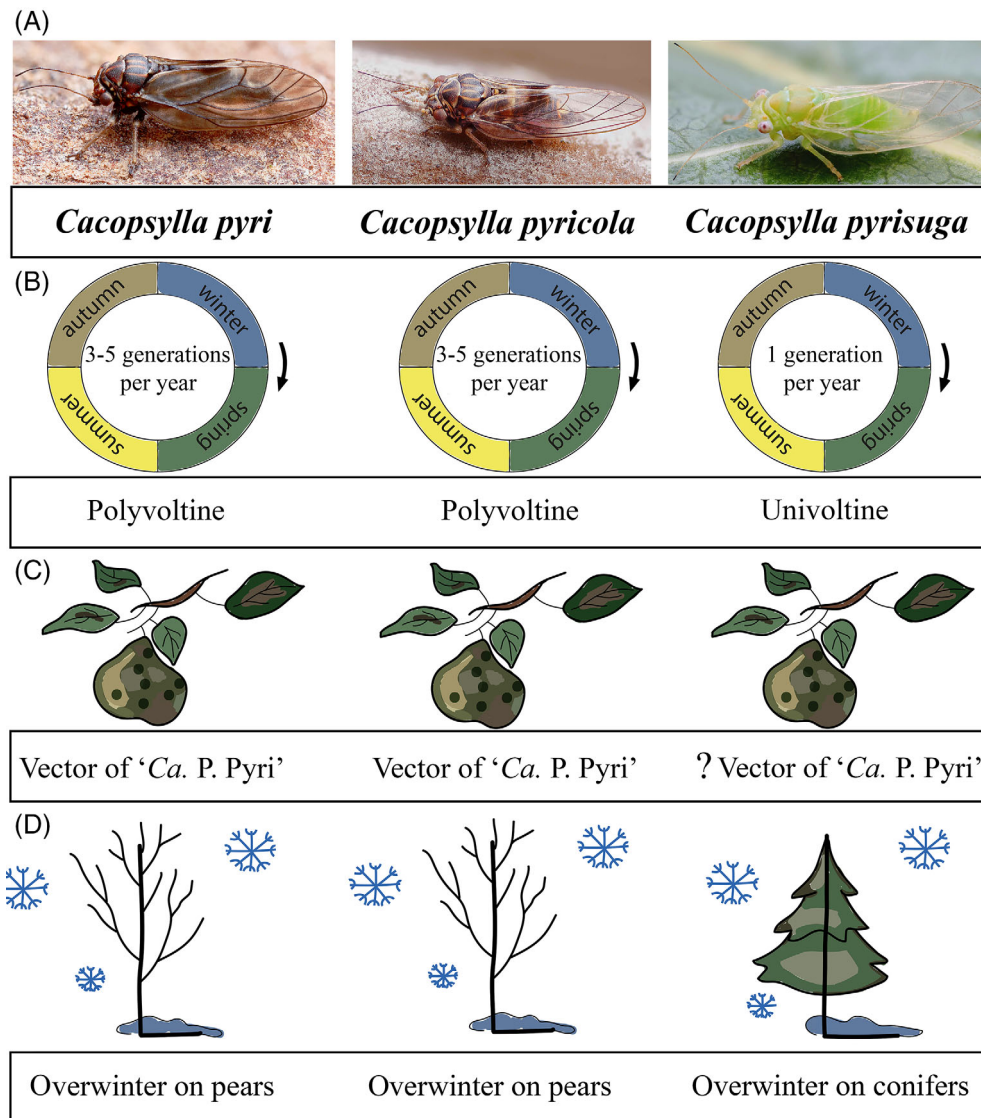 (A)
Cacopsylla pyri
Cacopsylla pyricola
Cacopsylla pyrisuga
(B)
autumn
winter
3-5 generations
per year
summer
spring
autumn
winter
3-5 generations
per year
summer
spring
autumn
winter
1 generation
per year
summer
spring
Polyvoltine
Polyvoltine
Univoltine
(C)
Vector of ‘Ca. P. Pyri’
Vector of ‘Ca. P. Pyri’
? Vector of ‘Ca. P. Pyri’
(D)
Overwinter on pears
Overwinter on pears
Overwinter on conifers